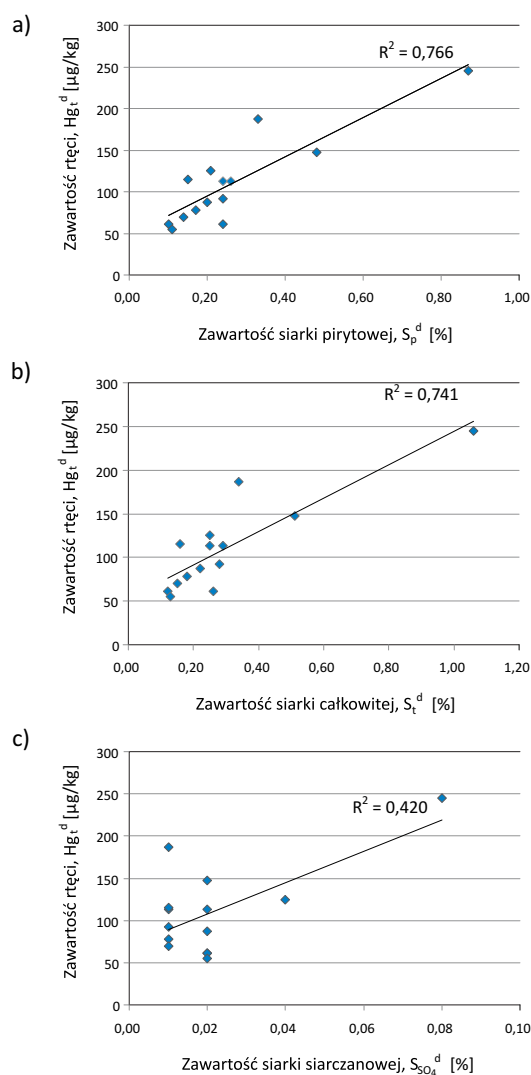 a)
R² = 0,766
Zawartość rtęci, Hgₜᵈ [µg/kg]
300
250
200
150
100
50
0
0,00 0,20 0,40 0,60 0,80 1,00
Zawartość siarki pirytowej, Sₚᵈ [%]
b)
R² = 0,741
Zawartość rtęci, Hgₜᵈ [µg/kg]
300
250
200
150
100
50
0
0,00 0,20 0,40 0,60 0,80 1,00 1,20
Zawartość siarki całkowitej, Sₜᵈ [%]
c)
R² = 0,420
Zawartość rtęci, Hgₜᵈ [µg/kg]
300
250
200
150
100
50
0
0,00 0,02 0,04 0,06 0,08 0,10
Zawartość siarki siarczanowej, S_SO₄ᵈ [%]